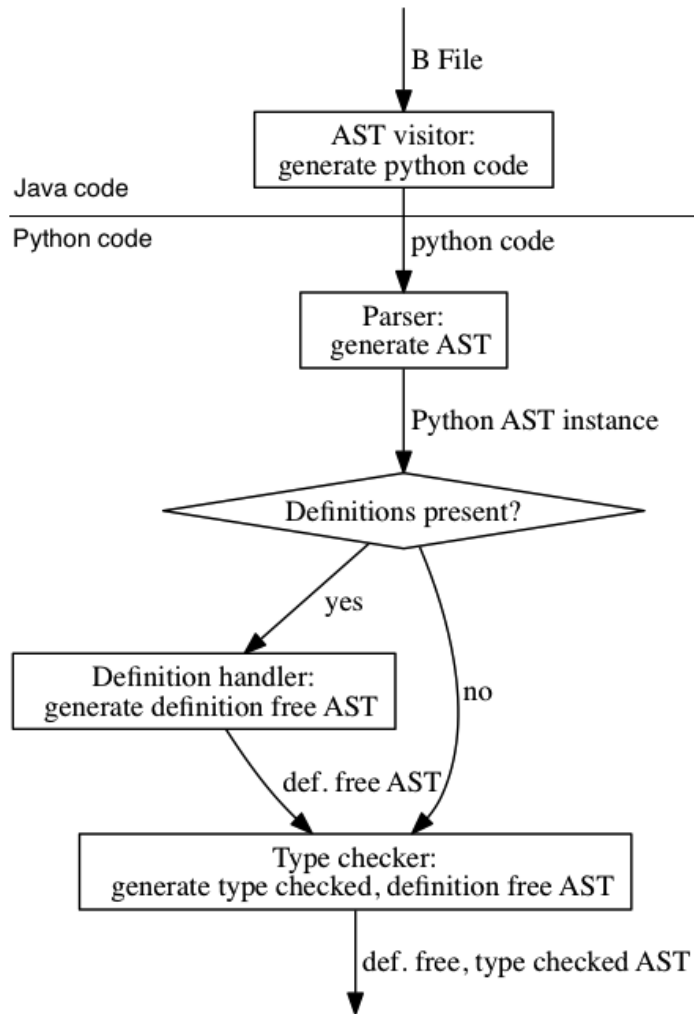 B File
AST visitor:
generate python code
Java code
Python code
python code
Parser:
generate AST
Python AST instance
Definitions present?
yes
Definition handler:
generate definition free AST
no
def. free AST
Type checker:
generate type checked, definition free AST
def. free, type checked AST